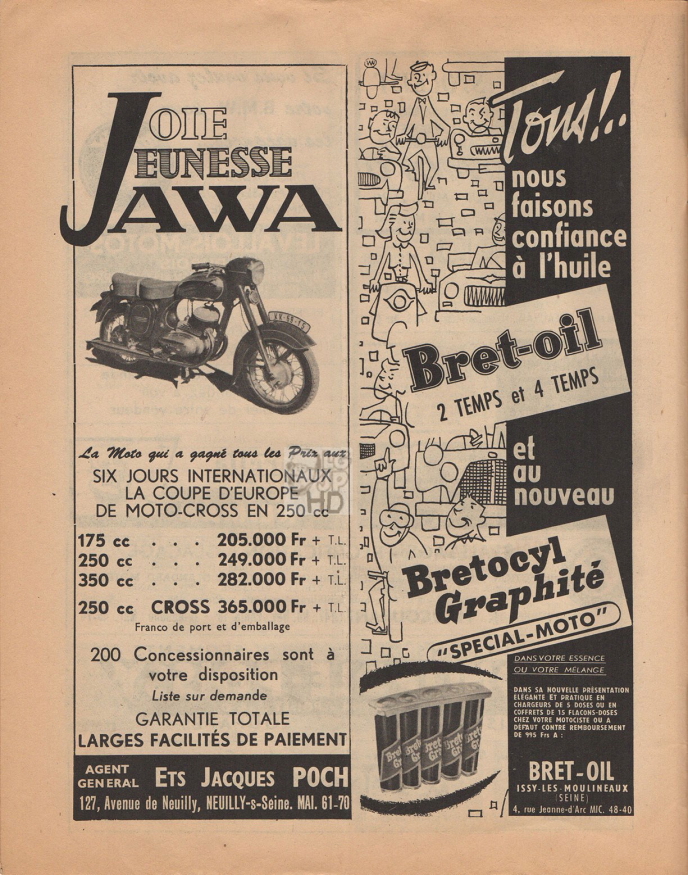 JOIE
JEUNESSE
JAWA
La Moto qui a gagné tous les Prix aux
SIX JOURS INTERNATIONAUX
LA COUPE D'EUROPE
DE MOTO-CROSS EN 250 cc
175 cc . . . 205.000 Fr + T.L.
250 cc . . . 249.000 Fr + T.L.
350 cc . . . 282.000 Fr + T.L.
250 cc CROSS 365.000 Fr + T.L.
Franco de port et d'emballage
200 Concessionnaires sont à
votre disposition
Liste sur demande
GARANTIE TOTALE
LARGES FACILITÉS DE PAIEMENT
AGENT
GENERAL ETS JACQUES POCH
127, Avenue de Neuilly, NEUILLY-s-Seine. MAI. 61-70
Tous!..
nous
faisons
confiance
à l'huile
Bret-oil
2 TEMPS et 4 TEMPS
et
au
nouveau
Bretocyl
Graphité
"SPECIAL-MOTO"
DANS VOTRE ESSENCE
OU VOTRE MÉLANGE
DANS SA NOUVELLE PRÉSENTATION
ÉLÉGANTE ET PRATIQUE EN
CHARGEURS DE 5 DOSES OU EN
COFFRETS DE 15 FLACONS-DOSES
CHEZ VOTRE MOTOCISTE OU A
DÉFAUT CONTRE REMBOURSEMENT
DE 995 Frs A :
BRET-OIL
ISSY-LES-MOULINEAUX
(SEINE)
4, rue Jeanne-d'Arc MIC. 48-40